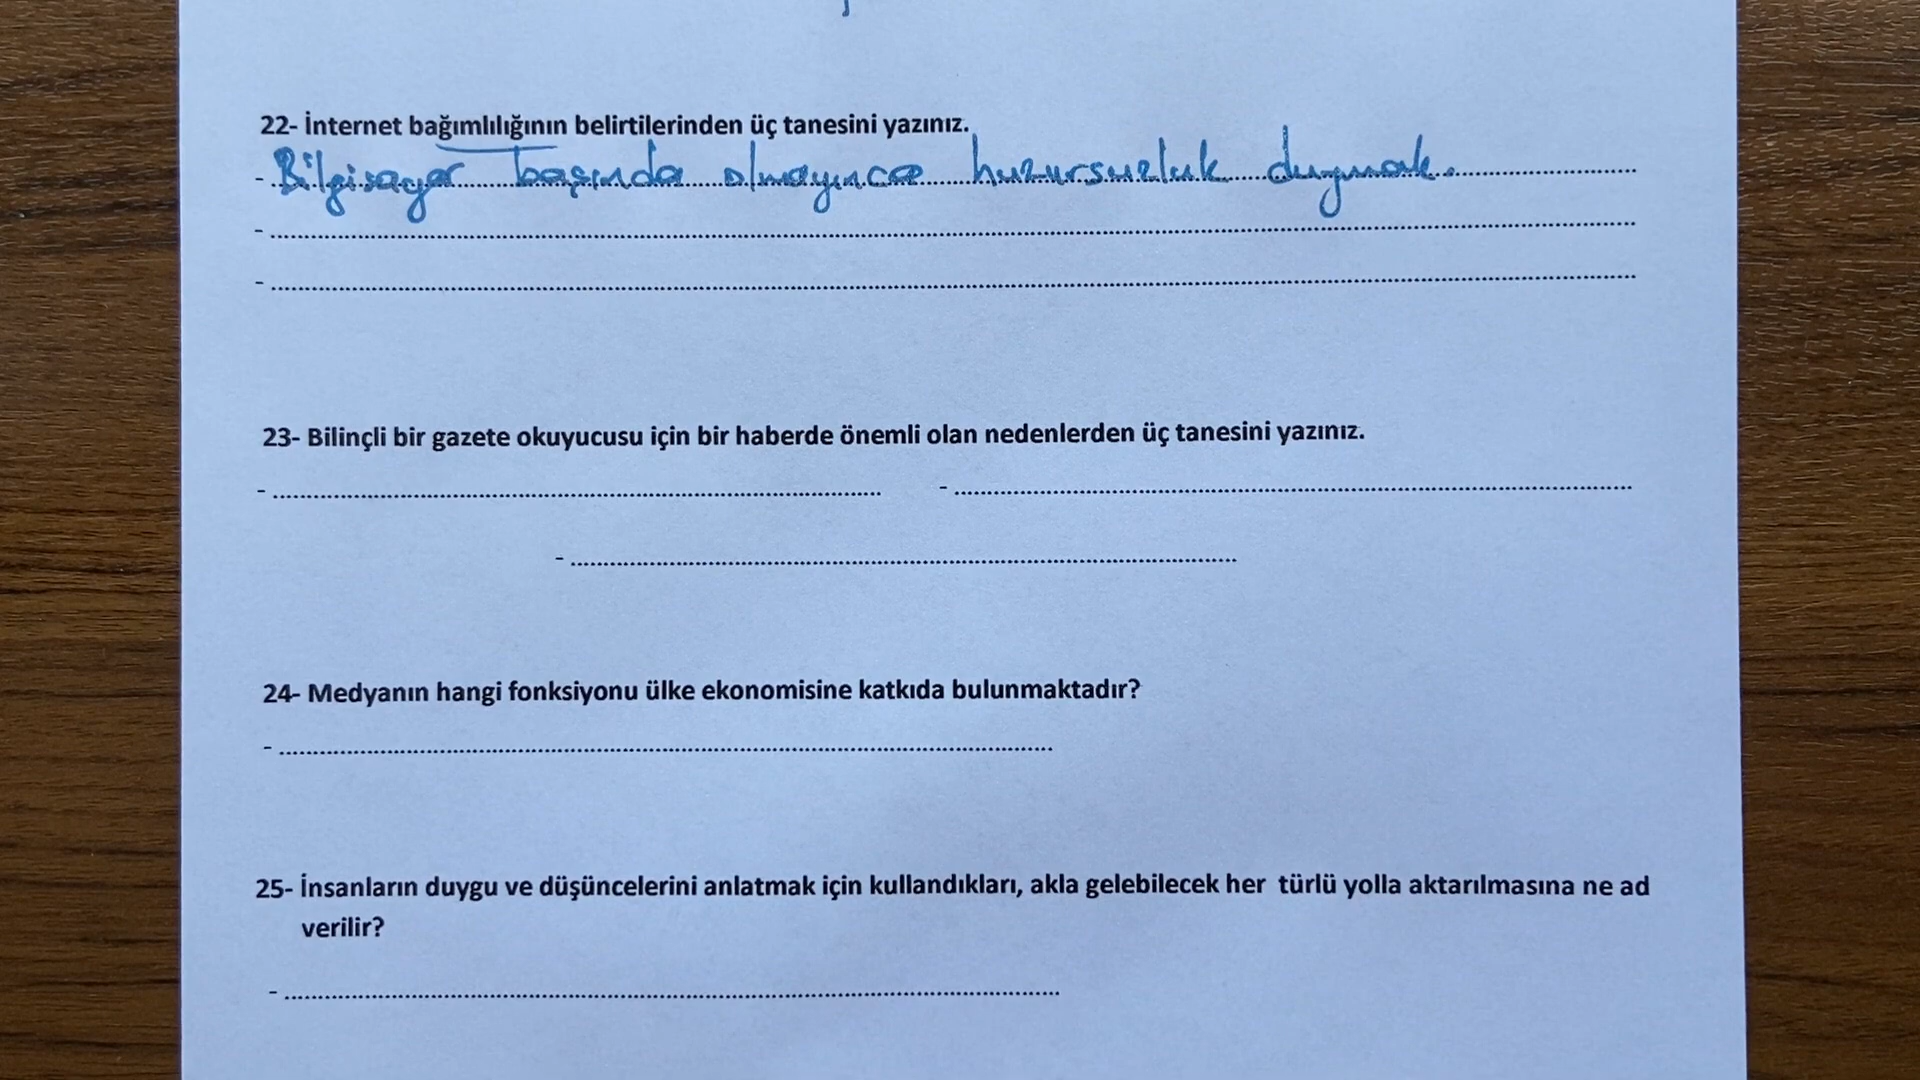 22- İnternet bağımlılığının belirtilerinden üç tanesini yazınız.
- Bilgisayar başında olmayınca huzursuzluk duymak.
-
-
23- Bilinçli bir gazete okuyucusu için bir haberde önemli olan nedenlerden üç tanesini yazınız.
- -
-
24- Medyanın hangi fonksiyonu ülke ekonomisine katkıda bulunmaktadır?
-
25- İnsanların duygu ve düşüncelerini anlatmak için kullandıkları, akla gelebilecek her türlü yolla aktarılmasına ne ad
verilir?
-